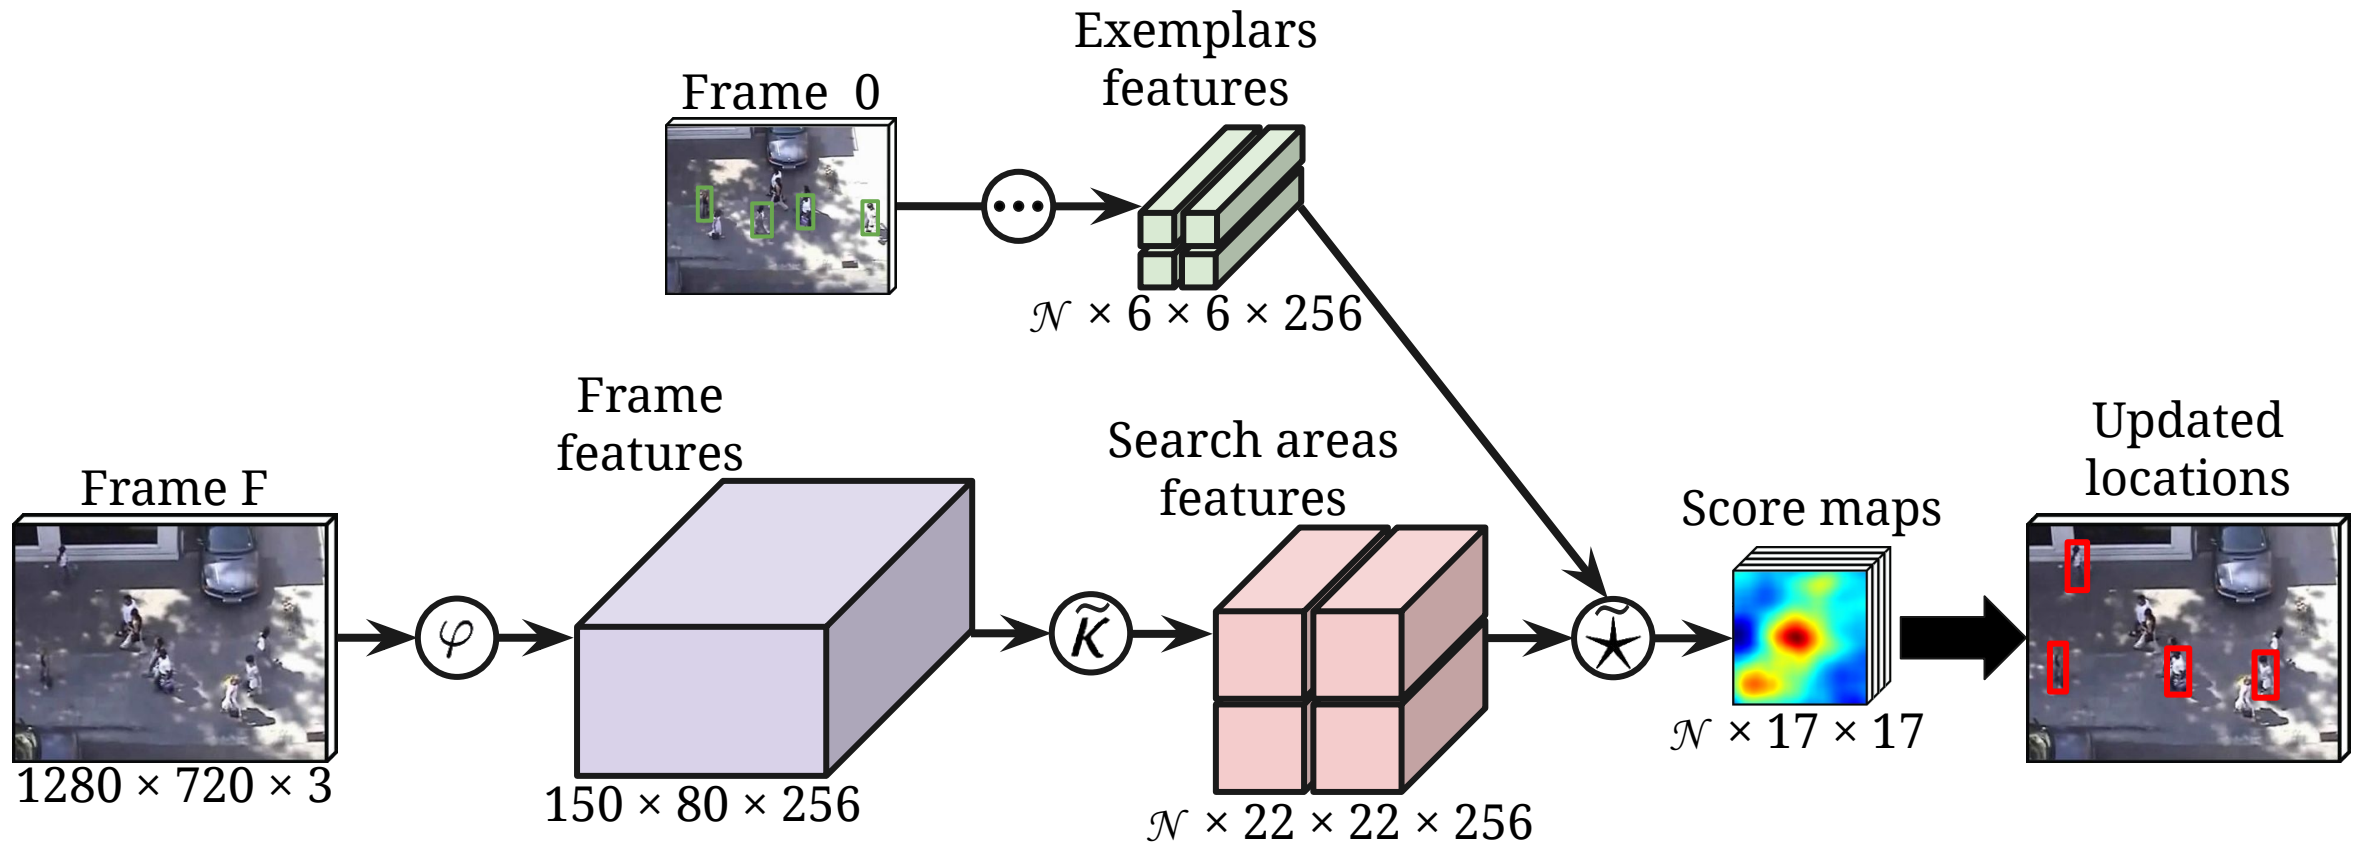 Exemplars
features
Frame 0
𝒩 × 6 × 6 × 256
Frame
features
Search areas
features
Updated
locations
Frame F
Score maps
φ
κ̃
⋆̃
1280 × 720 × 3
150 × 80 × 256
𝒩 × 22 × 22 × 256
𝒩 × 17 × 17